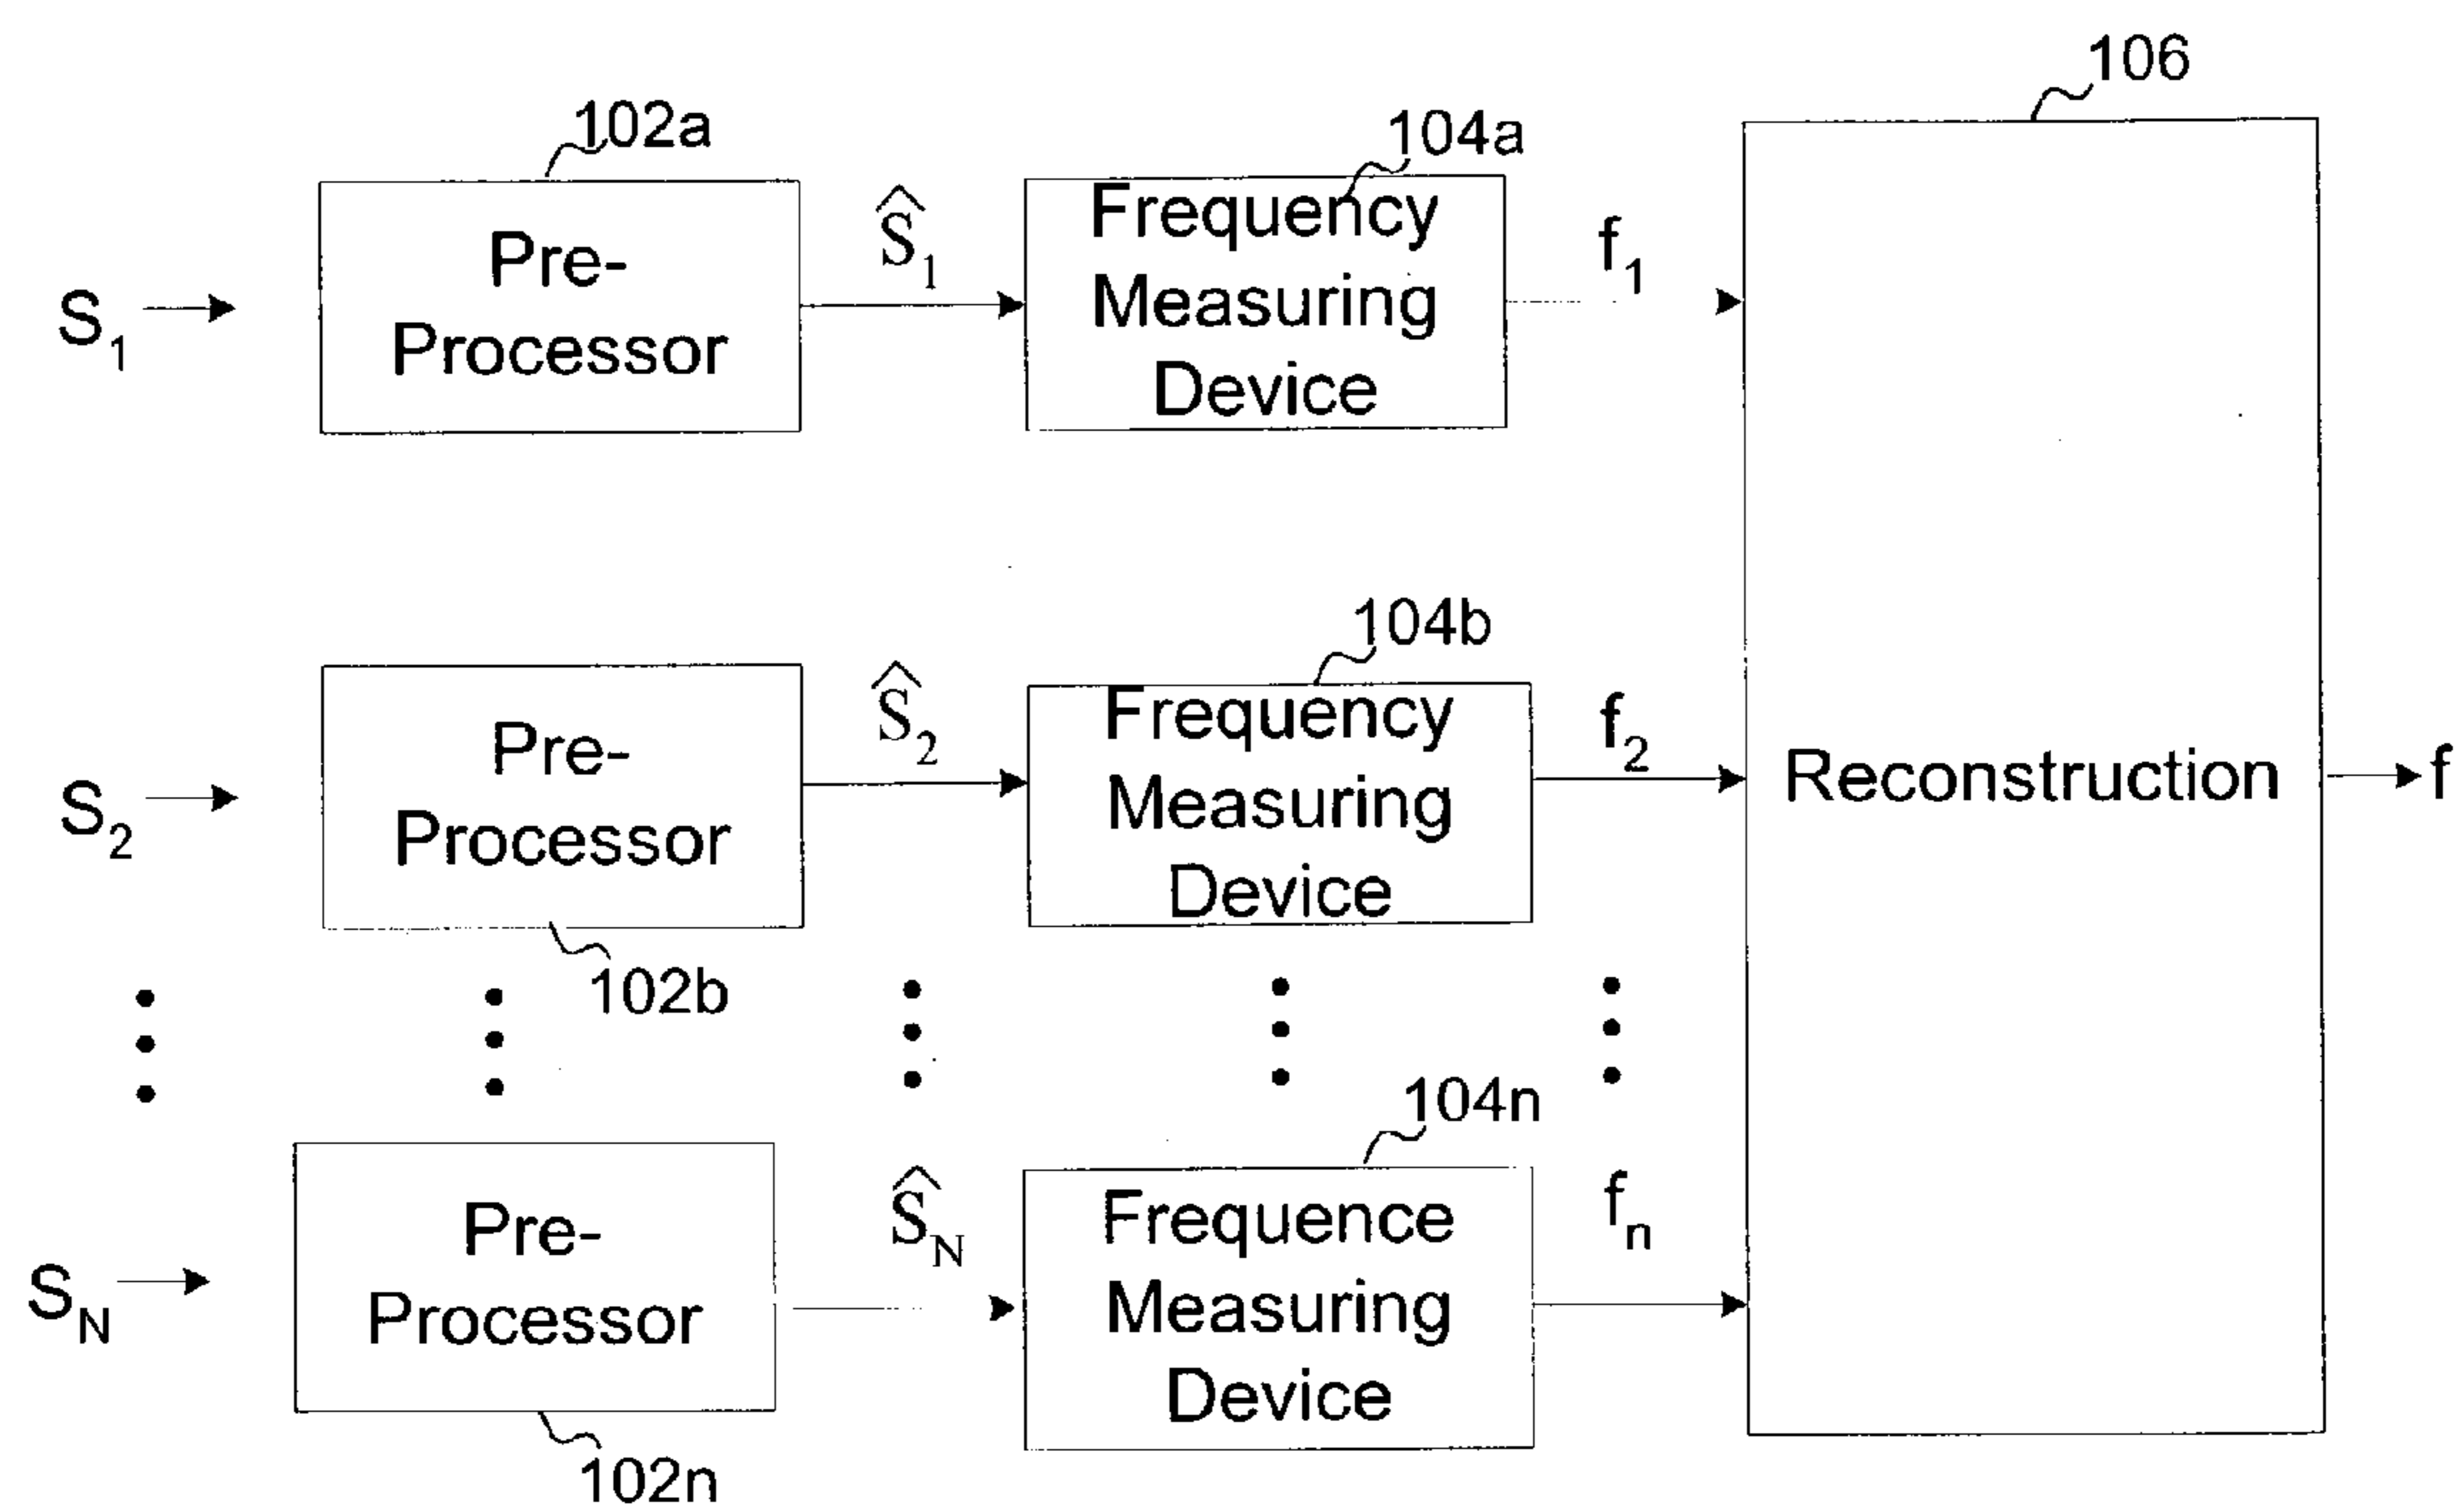 106
102a
104a
S1
Pre-
Processor
Ŝ1
Frequency
Measuring
Device
f1
104b
S2
Pre-
Processor
Ŝ2
Frequency
Measuring
Device
f2
Reconstruction
f
102b
104n
SN
Pre-
Processor
ŜN
Frequence
Measuring
Device
fn
102n